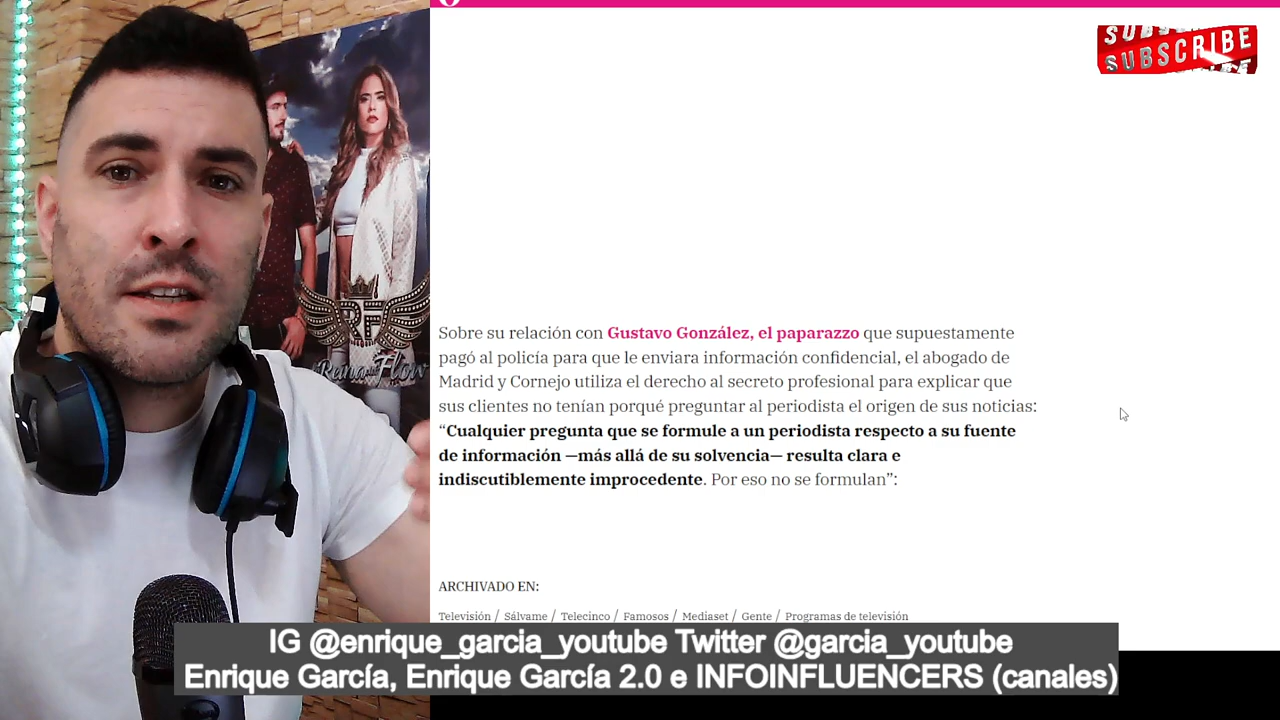 SUBSCRIBE
RF
Rana Flow
Sobre su relación con Gustavo González, el paparazzo que supuestamente
pagó al policía para que le enviara información confidencial, el abogado de
Madrid y Cornejo utiliza el derecho al secreto profesional para explicar que
sus clientes no tenían porqué preguntar al periodista el origen de sus noticias:
“Cualquier pregunta que se formule a un periodista respecto a su fuente
de información —más allá de su solvencia— resulta clara e
indiscutiblemente improcedente. Por eso no se formulan”:
ARCHIVADO EN:
Televisión / Sálvame / Telecinco / Famosos / Mediaset / Gente / Programas de televisión
IG @enrique_garcia_youtube Twitter @garcia_youtube
Enrique García, Enrique García 2.0 e INFOINFLUENCERS (canales)